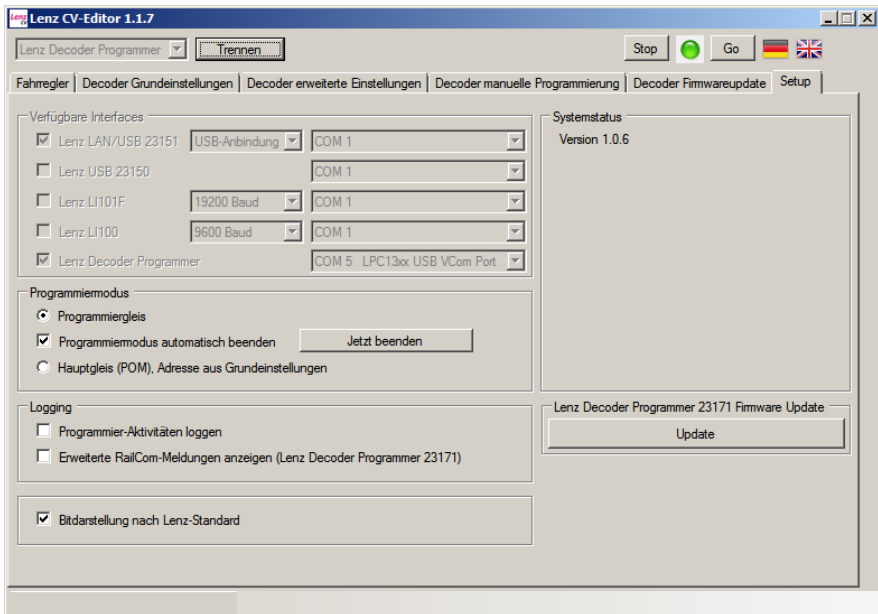 Lenz CV Lenz CV-Editor 1.1.7
Lenz Decoder Programmer Trennen Stop Go
Fahrregler Decoder Grundeinstellungen Decoder erweiterte Einstellungen Decoder manuelle Programmierung Decoder Firmwareupdate Setup
Verfügbare Interfaces
Lenz LAN/USB 23151 USB-Anbindung COM 1
Lenz USB 23150 COM 1
Lenz LI101F 19200 Baud COM 1
Lenz LI100 9600 Baud COM 1
Lenz Decoder Programmer COM 5 LPC13xx USB VCom Port
Programmiermodus
Programmiergleis
Programmiermodus automatisch beenden Jetzt beenden
Hauptgleis (POM), Adresse aus Grundeinstellungen
Logging
Programmier-Aktivitäten loggen
Erweiterte RailCom-Meldungen anzeigen (Lenz Decoder Programmer 23171)
Bitdarstellung nach Lenz-Standard
Systemstatus
Version 1.0.6
Lenz Decoder Programmer 23171 Firmware Update
Update